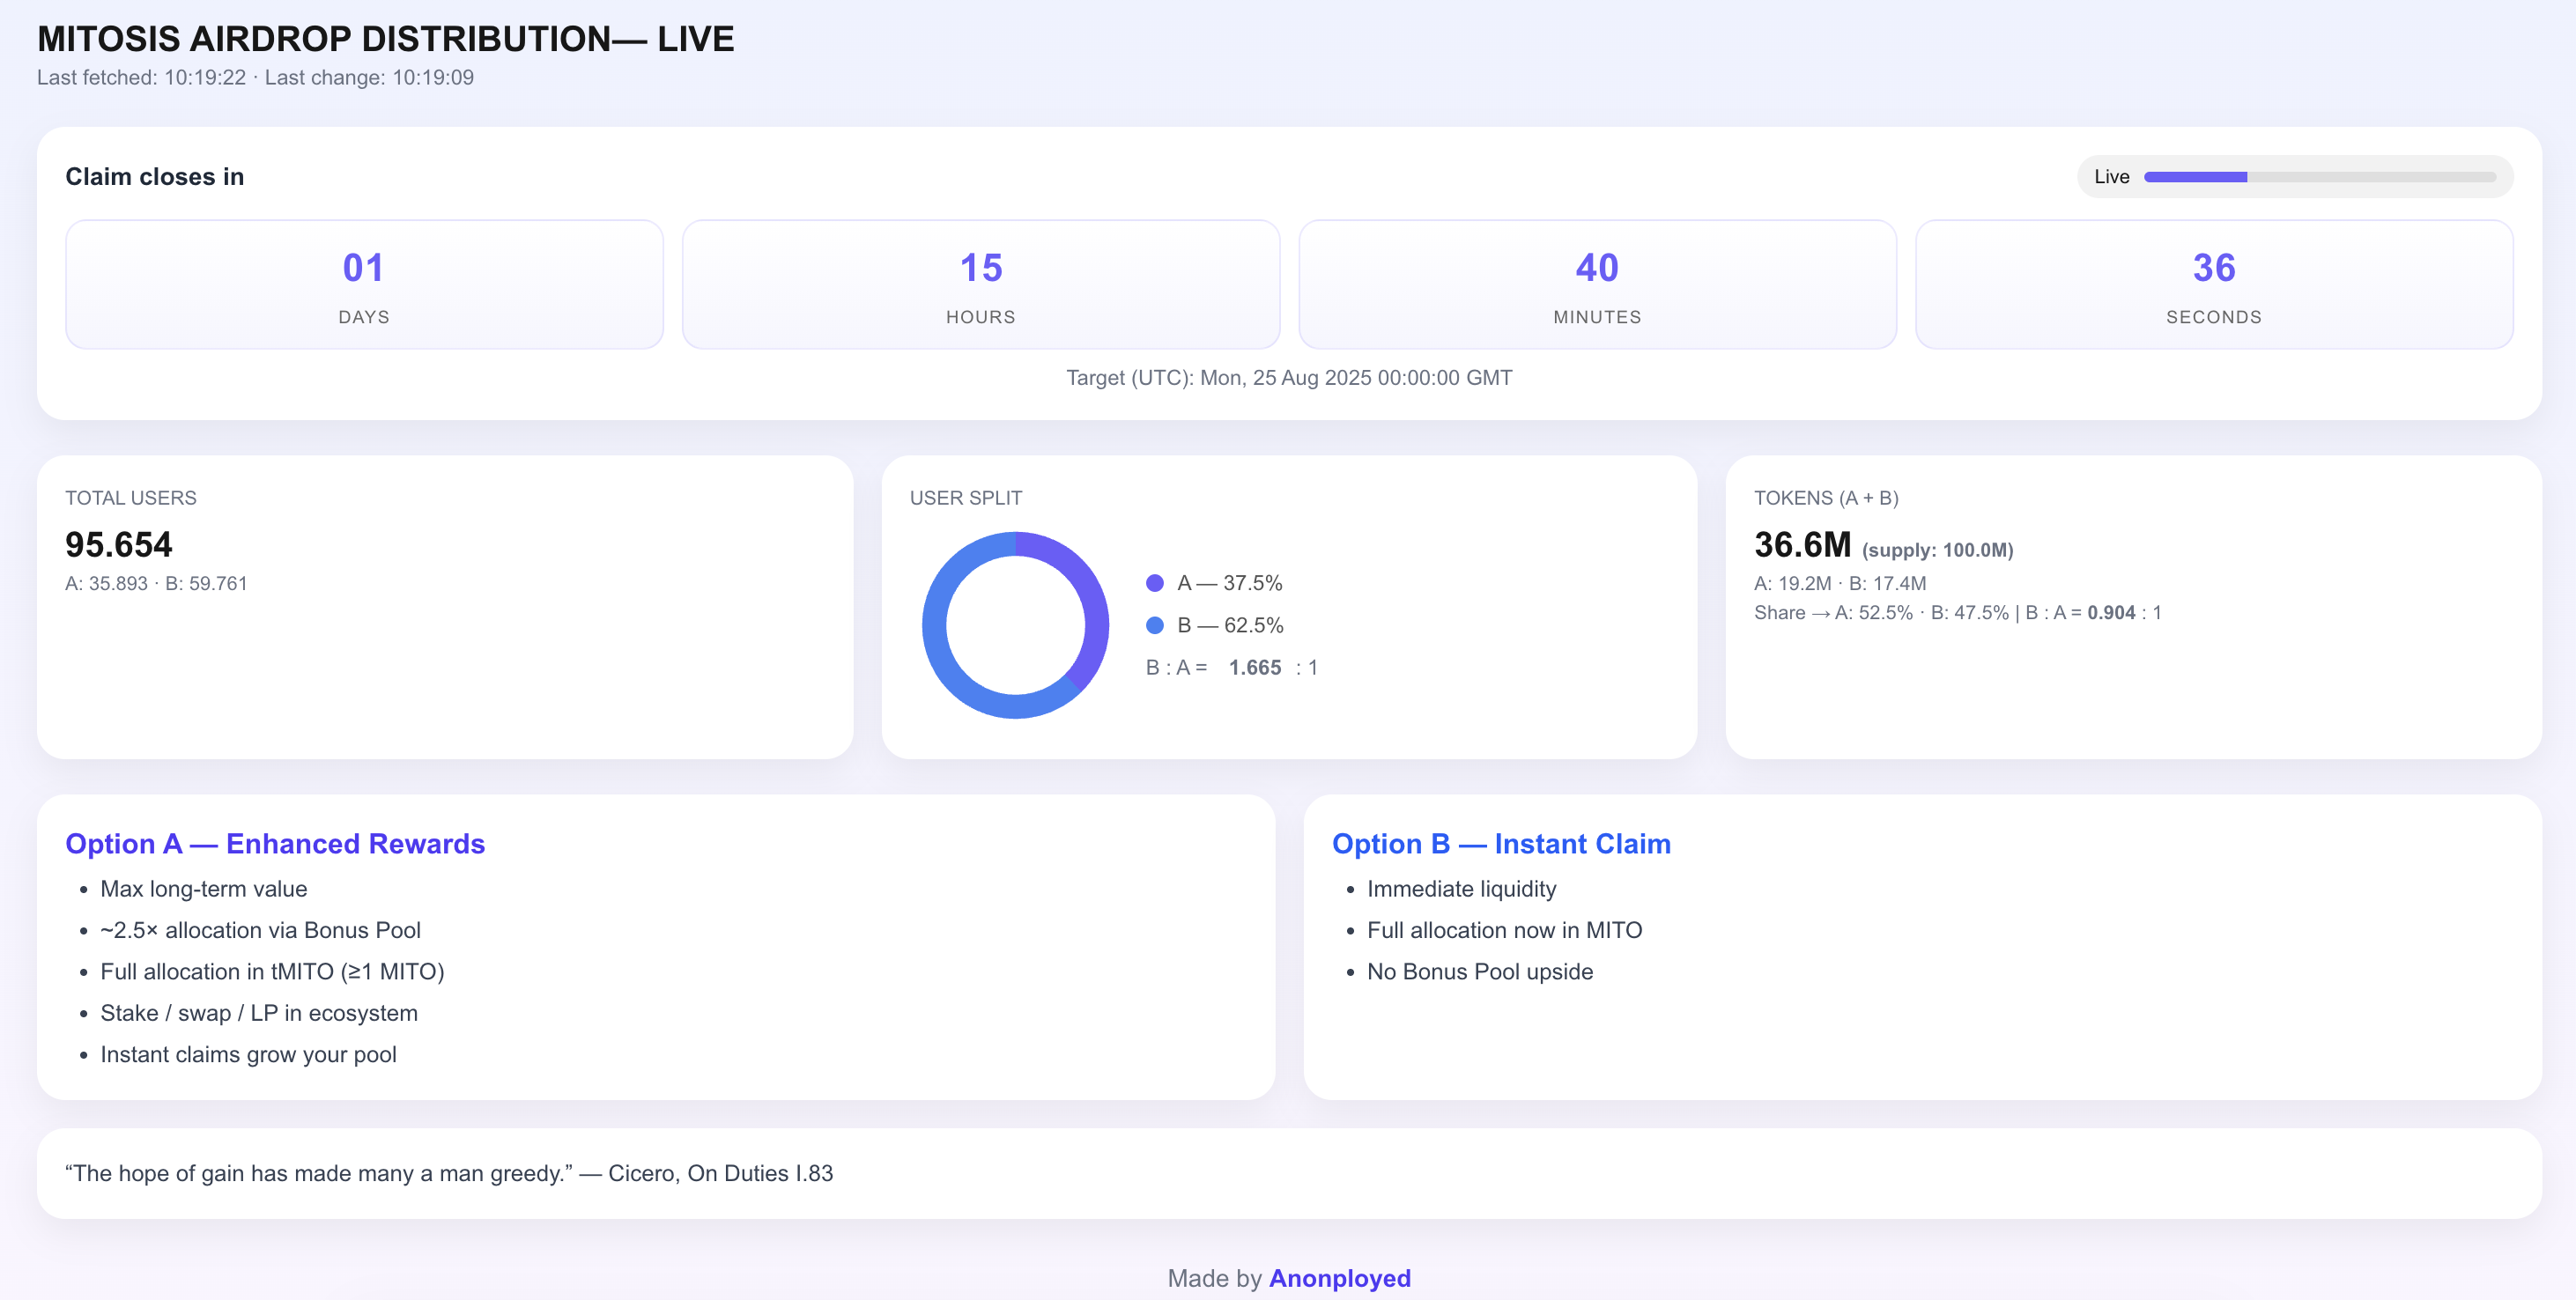 MITOSIS AIRDROP DISTRIBUTION— LIVE
Last fetched: 10:19:22 · Last change: 10:19:09
Claim closes in
Live
01
DAYS
15
HOURS
40
MINUTES
36
SECONDS
Target (UTC): Mon, 25 Aug 2025 00:00:00 GMT
TOTAL USERS
95.654
A: 35.893 · B: 59.761
USER SPLIT
A — 37.5%
B — 62.5%
B : A = 1.665 : 1
TOKENS (A + B)
36.6M (supply: 100.0M)
A: 19.2M · B: 17.4M
Share → A: 52.5% · B: 47.5% | B : A = 0.904 : 1
Option A — Enhanced Rewards
• Max long-term value
• ~2.5× allocation via Bonus Pool
• Full allocation in tMITO (≥1 MITO)
• Stake / swap / LP in ecosystem
• Instant claims grow your pool
Option B — Instant Claim
• Immediate liquidity
• Full allocation now in MITO
• No Bonus Pool upside
“The hope of gain has made many a man greedy.” — Cicero, On Duties I.83
Made by Anonployed